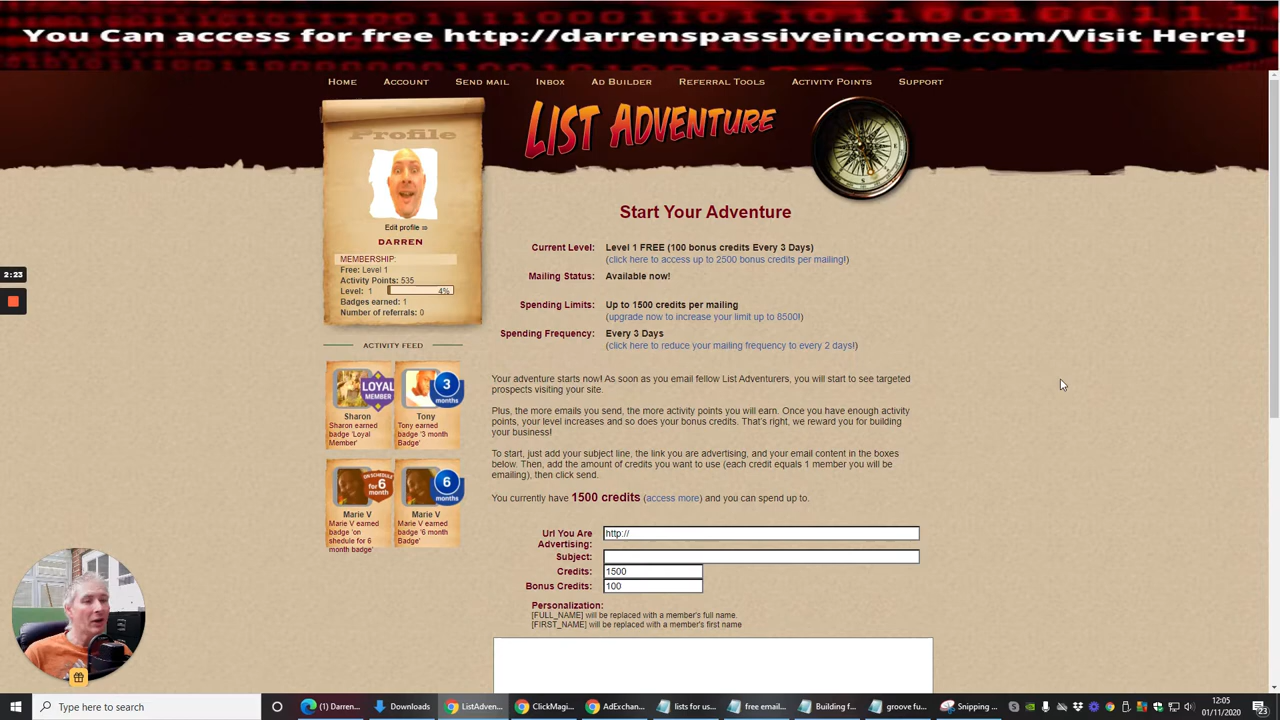 You Can access for free http://darrenspassiveincome.com/Visit Here!
Home Account Send mail Inbox Ad Builder Referral Tools Activity Points Support
Profile
LIST ADVENTURE
Edit profile »
DARREN
MEMBERSHIP:
Free: Level 1
Activity Points: 535
Level: 1 4%
Badges earned: 1
Number of referrals: 0
ACTIVITY FEED
LOYAL MEMBER
3 months
Sharon
Sharon earned
badge 'Loyal
Member'
Tony
Tony earned
badge '3 month
Badge'
ON SCHEDULE
for 6
month
6 months
Marie V
Marie V earned
badge 'on
shedule for 6
month badge'
Marie V
Marie V earned
badge '6 month
Badge'
Start Your Adventure
Current Level: Level 1 FREE (100 bonus credits Every 3 Days)
(click here to access up to 2500 bonus credits per mailing!)
Mailing Status: Available now!
Spending Limits: Up to 1500 credits per mailing
(upgrade now to increase your limit up to 8500!)
Spending Frequency: Every 3 Days
(click here to reduce your mailing frequency to every 2 days!)
Your adventure starts now! As soon as you email fellow List Adventurers, you will start to see targeted
prospects visiting your site.
Plus, the more emails you send, the more activity points you will earn. Once you have enough activity
points, your level increases and so does your bonus credits. That's right, we reward you for building
your business!
To start, just add your subject line, the link you are advertising, and your email content in the boxes
below. Then, add the amount of credits you want to use (each credit equals 1 member you will be
emailing), then click send.
You currently have 1500 credits (access more) and you can spend up to.
Url You Are http://
Advertising:
Subject:
Credits: 1500
Bonus Credits: 100
Personalization:
[FULL_NAME] will be replaced with a member's full name.
[FIRST_NAME] will be replaced with a member's first name
2:23
Type here to search
(1) Darren...
Downloads
ListAdven...
ClickMagi...
AdExchan...
lists for us...
free email...
Building f...
groove fu...
Snipping ...
12:05
01/11/2020
23